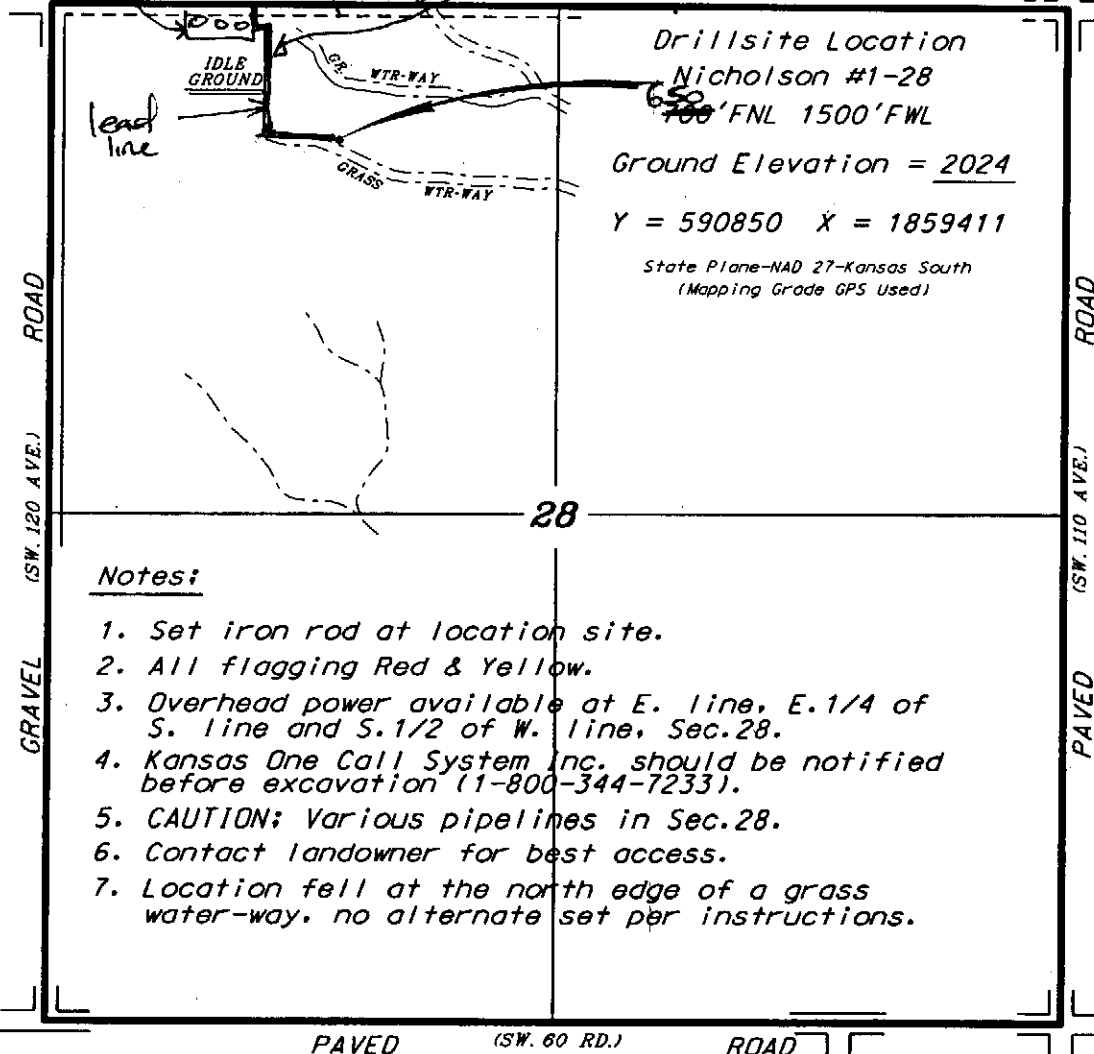 Drillsite Location
Nicholson #1-28
650
700' FNL 1500' FWL
Ground Elevation = 2024
Y = 590850 X = 1859411
State Plane-NAD 27-Kansas South
(Mapping Grade GPS Used)
000
IDLE
GROUND
lead
line
GR.
WTR-WAY
GRASS
WTR-WAY
GRAVEL (SW. 120 AVE.) ROAD
PAVED (SW. 110 AVE.) ROAD
28
Notes:
1. Set iron rod at location site.
2. All flagging Red & Yellow.
3. Overhead power available at E. line, E.1/4 of
S. line and S.1/2 of W. line, Sec.28.
4. Kansas One Call System Inc. should be notified
before excavation (1-800-344-7233).
5. CAUTION: Various pipelines in Sec.28.
6. Contact landowner for best access.
7. Location fell at the north edge of a grass
water-way. no alternate set per instructions.
PAVED (SW. 60 RD.) ROAD